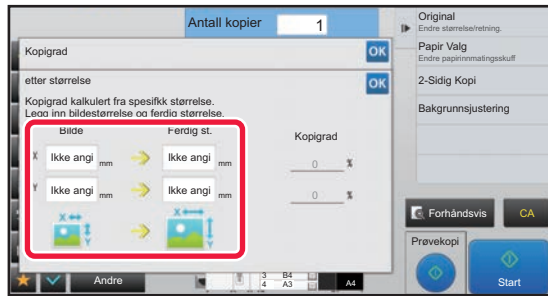 Antall kopier 1
Original
Endre størrelse/retning.
Kopigrad OK
Papir Valg
Endre papirinnmatingsskuff
etter størrelse OK
2-Sidig Kopi
Kopigrad kalkulert fra spesifkk størrelse.
Legg inn bildestørrelse og ferdig størrelse.
Bakgrunnsjustering
Bilde Ferdig st. Kopigrad
X Ikke angi mm Ikke angi mm 0 %
Y Ikke angi mm Ikke angi mm 0 %
X X
Y Y
Forhåndsvis CA
Prøvekopi
Start
Andre
3 B4
4 A3
A4